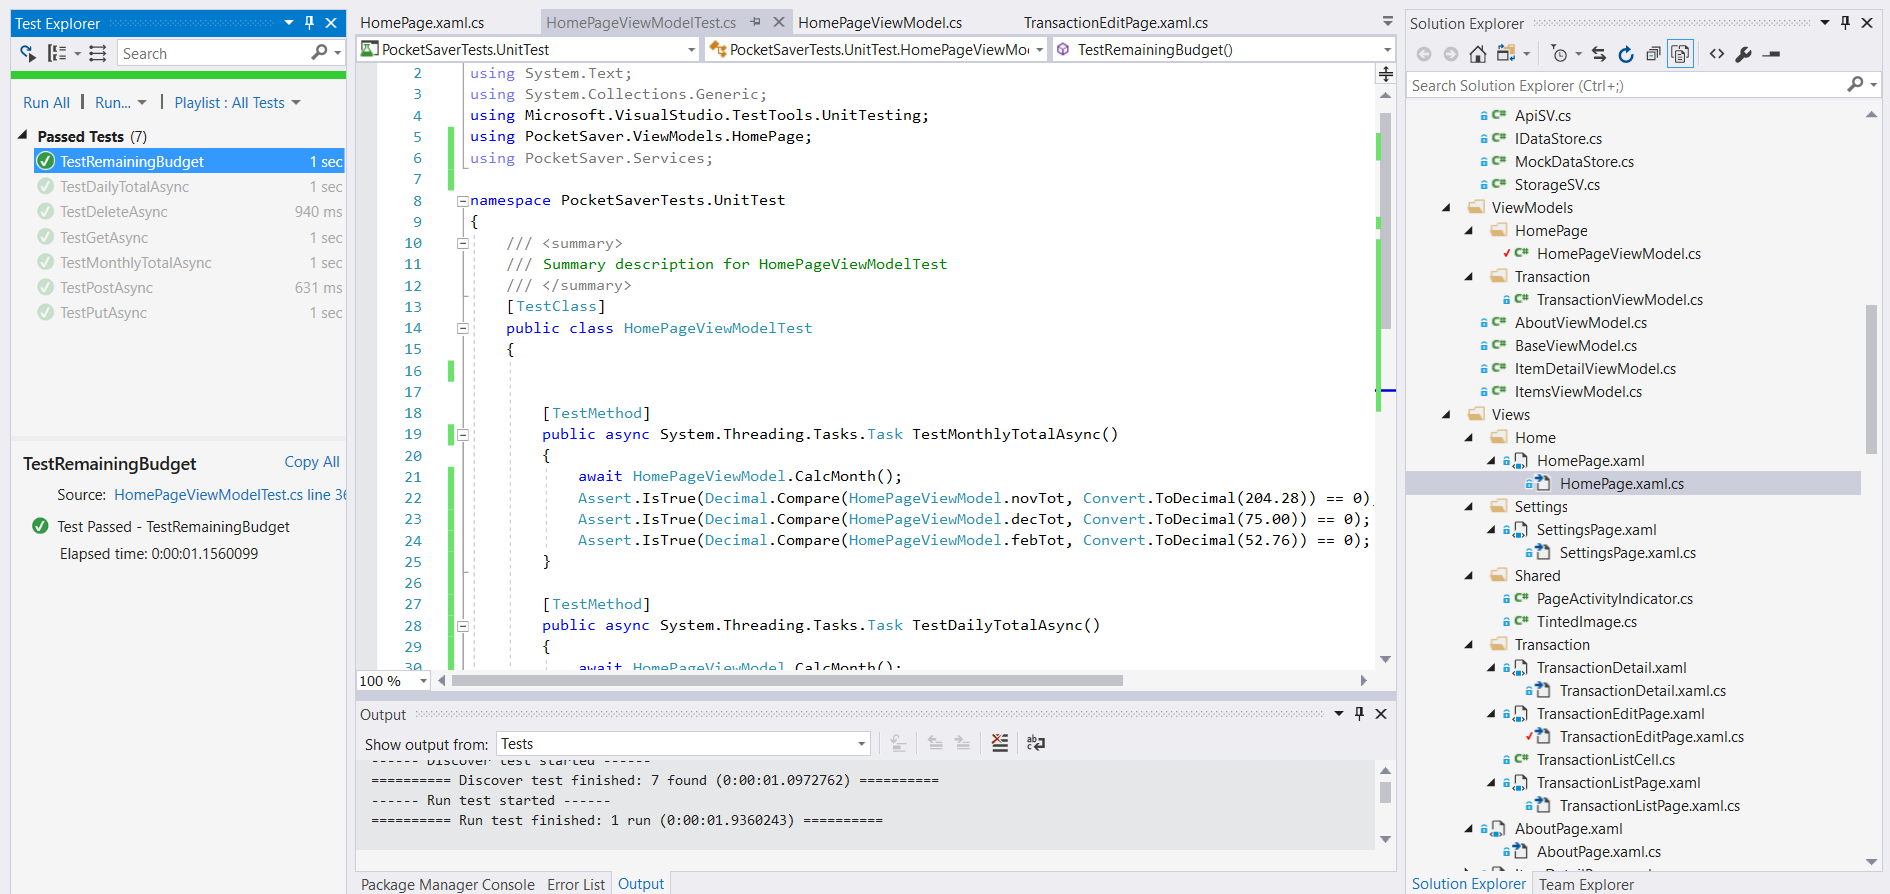 Test Explorer
Search
Run All | Run... | Playlist : All Tests
Passed Tests (7)
TestRemainingBudget 1 sec
TestDailyTotalAsync 1 sec
TestDeleteAsync 940 ms
TestGetAsync 1 sec
TestMonthlyTotalAsync 1 sec
TestPostAsync 631 ms
TestPutAsync 1 sec
TestRemainingBudget Copy All
Source: HomePageViewModelTest.cs line 36
Test Passed - TestRemainingBudget
Elapsed time: 0:00:01.1560099
HomePage.xaml.cs HomePageViewModelTest.cs HomePageViewModel.cs TransactionEditPage.xaml.cs
PocketSaverTests.UnitTest PocketSaverTests.UnitTest.HomePageViewMo TestRemainingBudget()
2 using System.Text;
3 using System.Collections.Generic;
4 using Microsoft.VisualStudio.TestTools.UnitTesting;
5 using PocketSaver.ViewModels.HomePage;
6 using PocketSaver.Services;
7
8 namespace PocketSaverTests.UnitTest
9 {
10 /// <summary>
11 /// Summary description for HomePageViewModelTest
12 /// </summary>
13 [TestClass]
14 public class HomePageViewModelTest
15 {
16
17
18 [TestMethod]
19 public async System.Threading.Tasks.Task TestMonthlyTotalAsync()
20 {
21 await HomePageViewModel.CalcMonth();
22 Assert.IsTrue(Decimal.Compare(HomePageViewModel.novTot, Convert.ToDecimal(204.28)) == 0)
23 Assert.IsTrue(Decimal.Compare(HomePageViewModel.decTot, Convert.ToDecimal(75.00)) == 0);
24 Assert.IsTrue(Decimal.Compare(HomePageViewModel.febTot, Convert.ToDecimal(52.76)) == 0);
25 }
26
27 [TestMethod]
28 public async System.Threading.Tasks.Task TestDailyTotalAsync()
29 {
30 await HomePageViewModel.CalcMonth();
100 %
Output
Show output from: Tests
------ Discover test started ------
========== Discover test finished: 7 found (0:00:01.0972762) ==========
------ Run test started ------
========== Run test finished: 1 run (0:00:01.9360243) ==========
Package Manager Console Error List Output
Solution Explorer
Search Solution Explorer (Ctrl+;)
C# ApiSV.cs
C# IDataStore.cs
C# MockDataStore.cs
C# StorageSV.cs
ViewModels
HomePage
C# HomePageViewModel.cs
Transaction
C# TransactionViewModel.cs
C# AboutViewModel.cs
C# BaseViewModel.cs
C# ItemDetailViewModel.cs
C# ItemsViewModel.cs
Views
Home
HomePage.xaml
HomePage.xaml.cs
Settings
SettingsPage.xaml
SettingsPage.xaml.cs
Shared
C# PageActivityIndicator.cs
C# TintedImage.cs
Transaction
TransactionDetail.xaml
TransactionDetail.xaml.cs
TransactionEditPage.xaml
TransactionEditPage.xaml.cs
C# TransactionListCell.cs
TransactionListPage.xaml
TransactionListPage.xaml.cs
AboutPage.xaml
AboutPage.xaml.cs
Solution Explorer Team Explorer